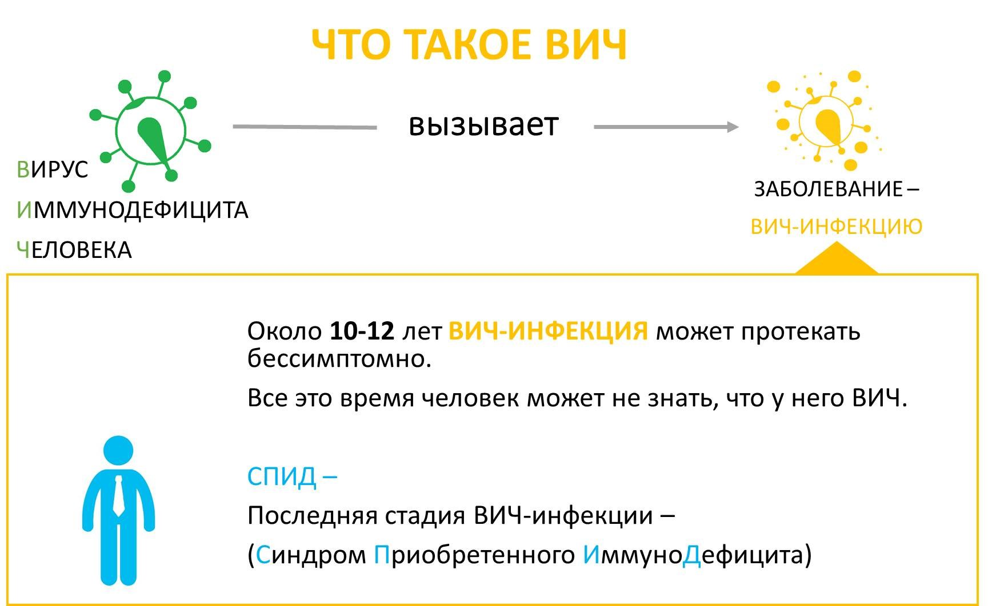 ЧТО ТАКОЕ ВИЧ
вызывает
ВИРУС
ИММУНОДЕФИЦИТА
ЧЕЛОВЕКА
ЗАБОЛЕВАНИЕ –
ВИЧ-ИНФЕКЦИЮ
Около 10-12 лет ВИЧ-ИНФЕКЦИЯ может протекать
бессимптомно.
Все это время человек может не знать, что у него ВИЧ.
СПИД –
Последняя стадия ВИЧ-инфекции –
(Синдром Приобретенного ИммуноДефицита)